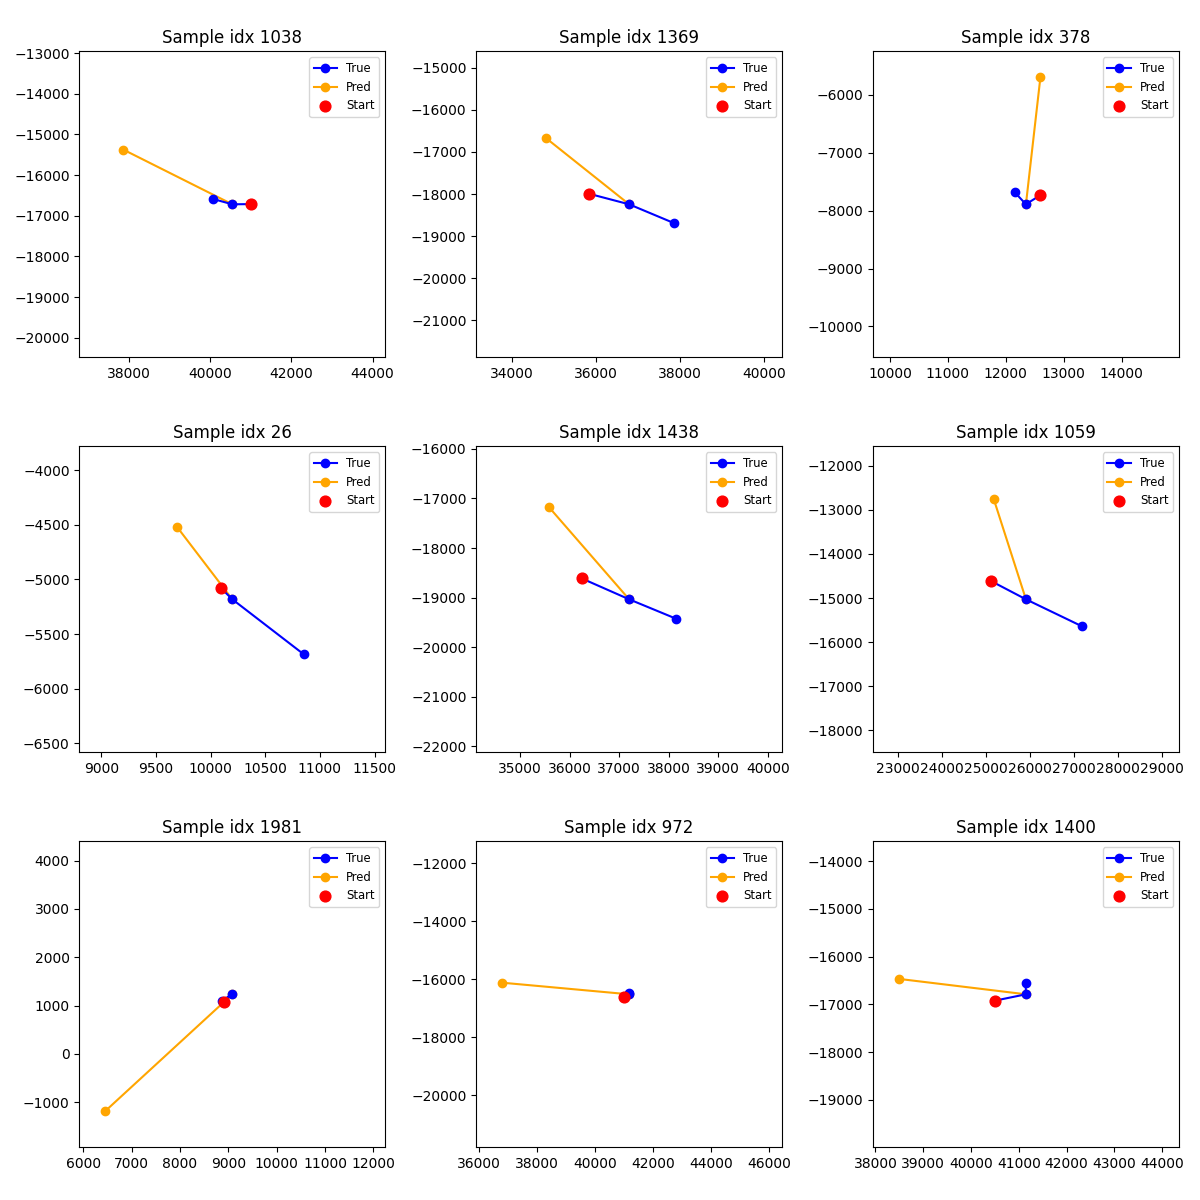 Sample idx 1038
−13000
−14000
−15000
−16000
−17000
−18000
−19000
−20000
38000 40000 42000 44000
True
Pred
Start
Sample idx 1369
−15000
−16000
−17000
−18000
−19000
−20000
−21000
34000 36000 38000 40000
True
Pred
Start
Sample idx 378
−6000
−7000
−8000
−9000
−10000
10000 11000 12000 13000 14000
True
Pred
Start
Sample idx 26
−4000
−4500
−5000
−5500
−6000
−6500
9000 9500 10000 10500 11000 11500
True
Pred
Start
Sample idx 1438
−16000
−17000
−18000
−19000
−20000
−21000
−22000
35000 36000 37000 38000 39000 40000
True
Pred
Start
Sample idx 1059
−12000
−13000
−14000
−15000
−16000
−17000
−18000
23000 24000 25000 26000 27000 28000 29000
True
Pred
Start
Sample idx 1981
4000
3000
2000
1000
0
−1000
6000 7000 8000 9000 10000 11000 12000
True
Pred
Start
Sample idx 972
−12000
−14000
−16000
−18000
−20000
36000 38000 40000 42000 44000 46000
True
Pred
Start
Sample idx 1400
−14000
−15000
−16000
−17000
−18000
−19000
38000 39000 40000 41000 42000 43000 44000
True
Pred
Start